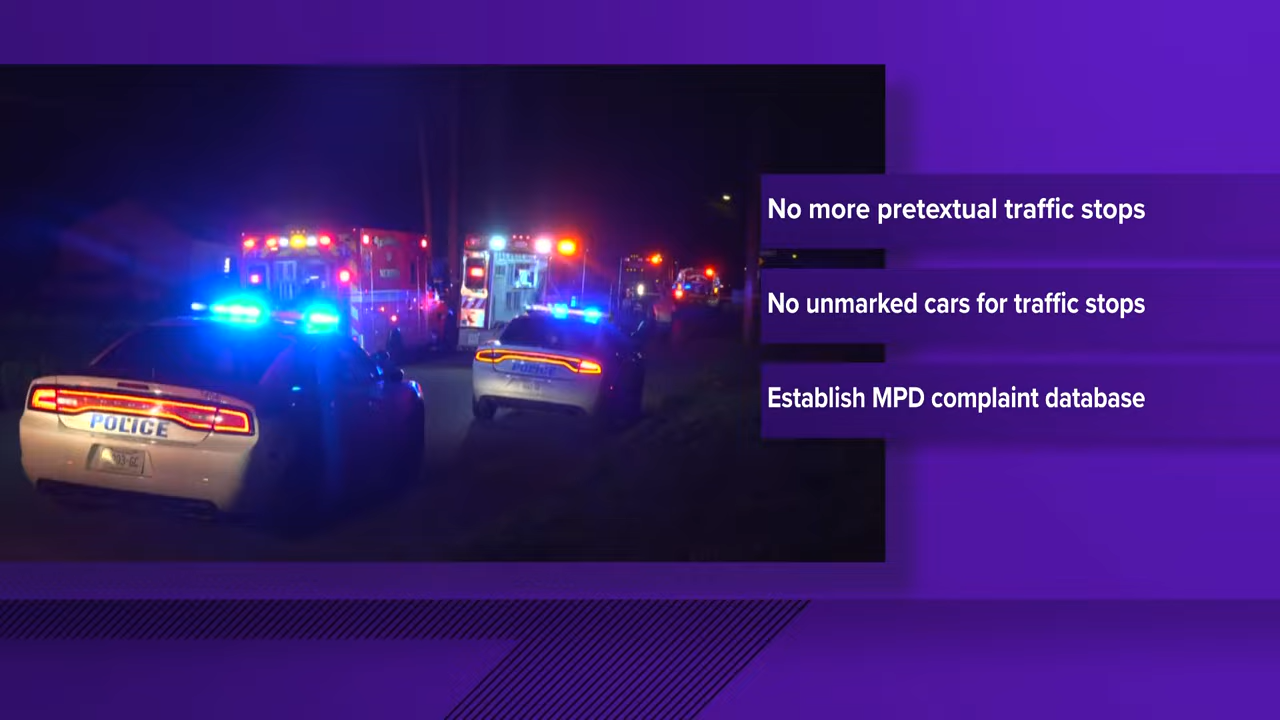 No more pretextual traffic stops
No unmarked cars for traffic stops
Establish MPD complaint database
POLICE
POLICE